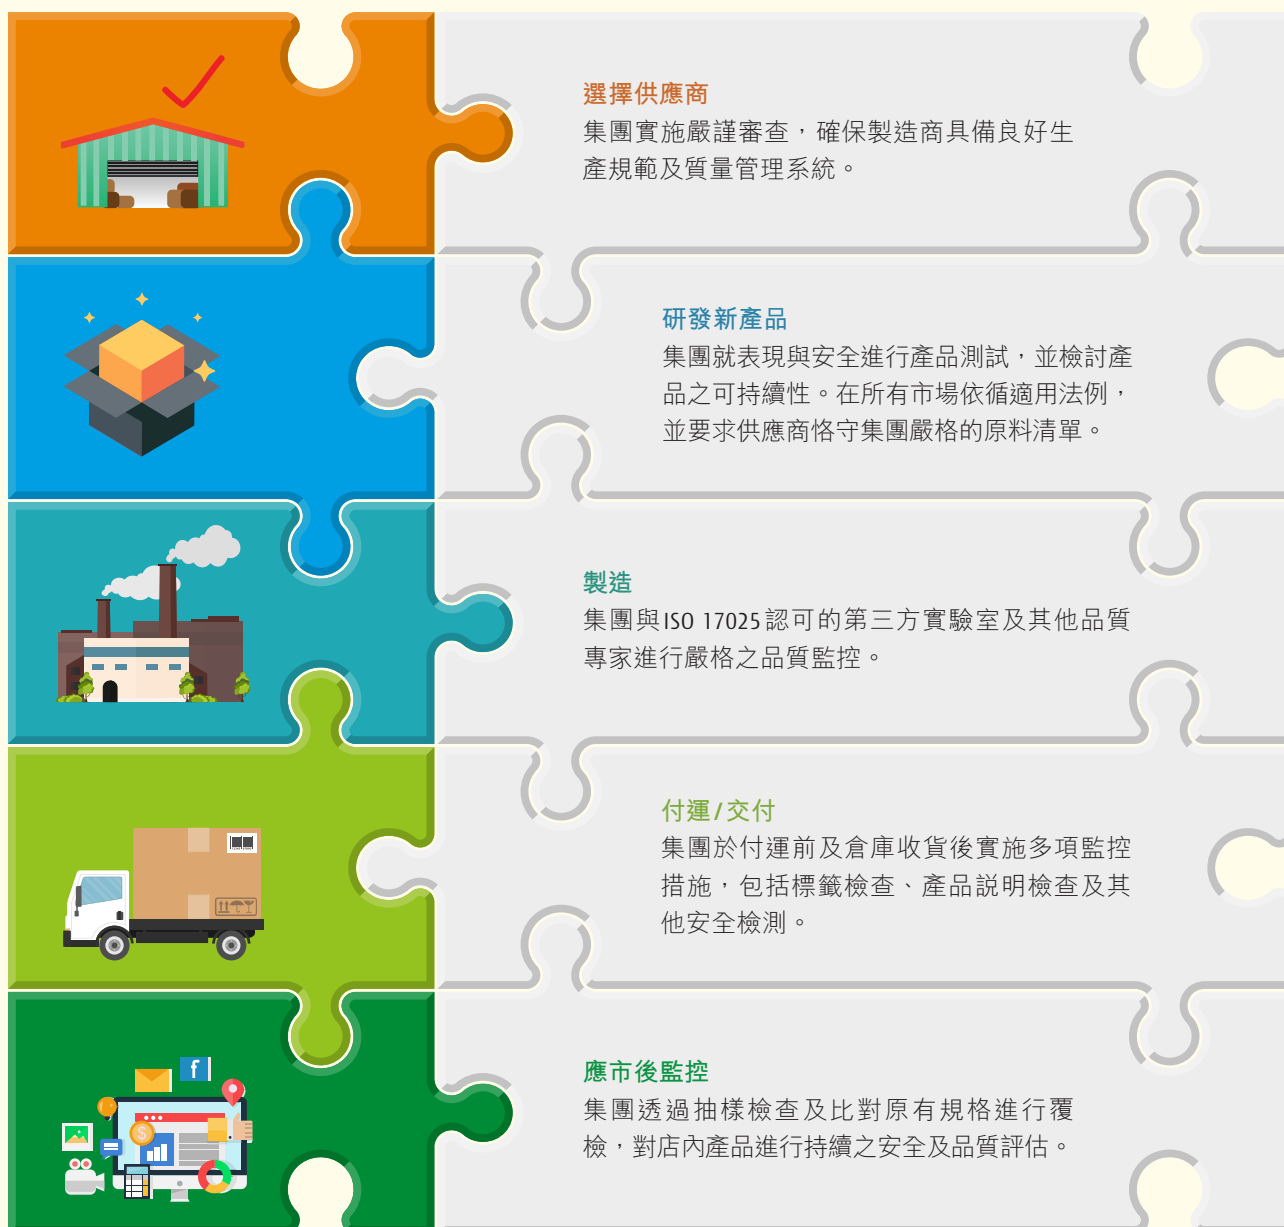 選擇供應商
集團實施嚴謹審查，確保製造商具備良好生
產規範及質量管理系統。
研發新產品
集團就表現與安全進行產品測試，並檢討產
品之可持續性。在所有市場依循適用法例，
並要求供應商恪守集團嚴格的原料清單。
製造
集團與ISO 17025認可的第三方實驗室及其他品質
專家進行嚴格之品質監控。
付運/交付
集團於付運前及倉庫收貨後實施多項監控
措施，包括標籤檢查、產品説明檢查及其
他安全檢測。
f
$
應市後監控
集團透過抽樣檢查及比對原有規格進行覆
檢，對店內產品進行持續之安全及品質評估。